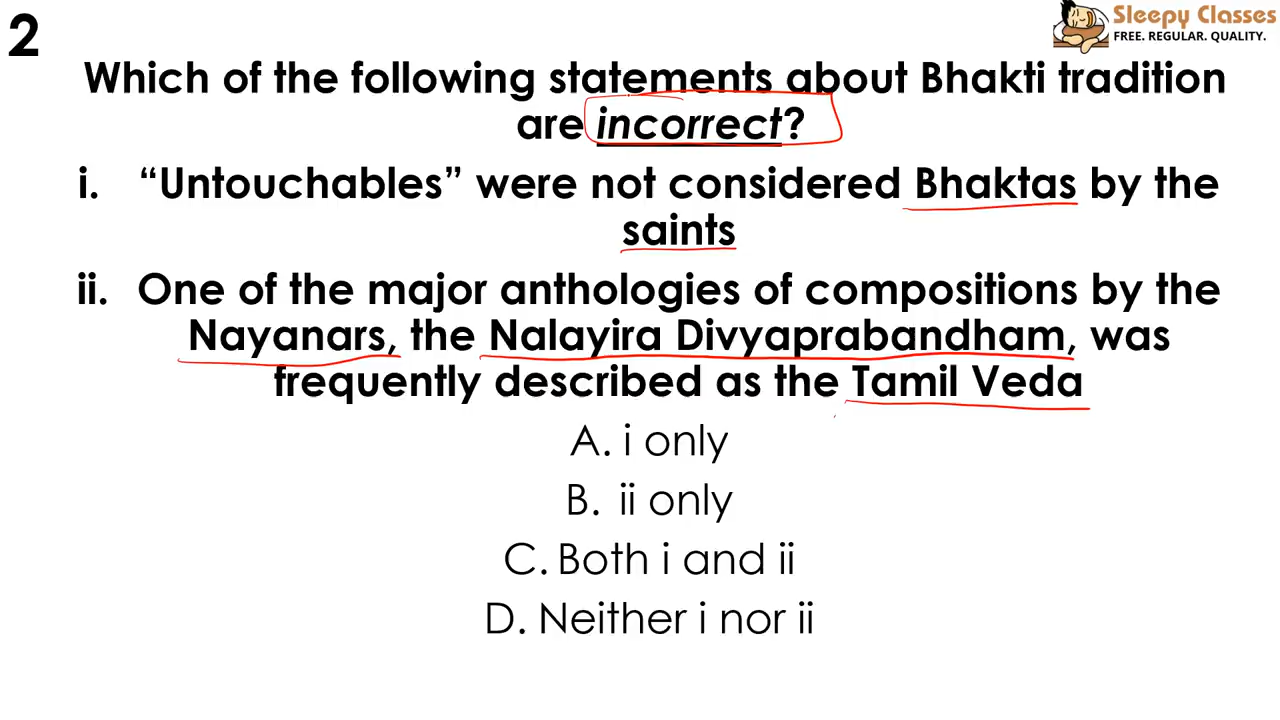 2
Sleepy Classes
FREE. REGULAR. QUALITY.
Which of the following statements about Bhakti tradition
are incorrect?
i. “Untouchables” were not considered Bhaktas by the
saints
ii. One of the major anthologies of compositions by the
Nayanars, the Nalayira Divyaprabandham, was
frequently described as the Tamil Veda
A. i only
B. ii only
C. Both i and ii
D. Neither i nor ii